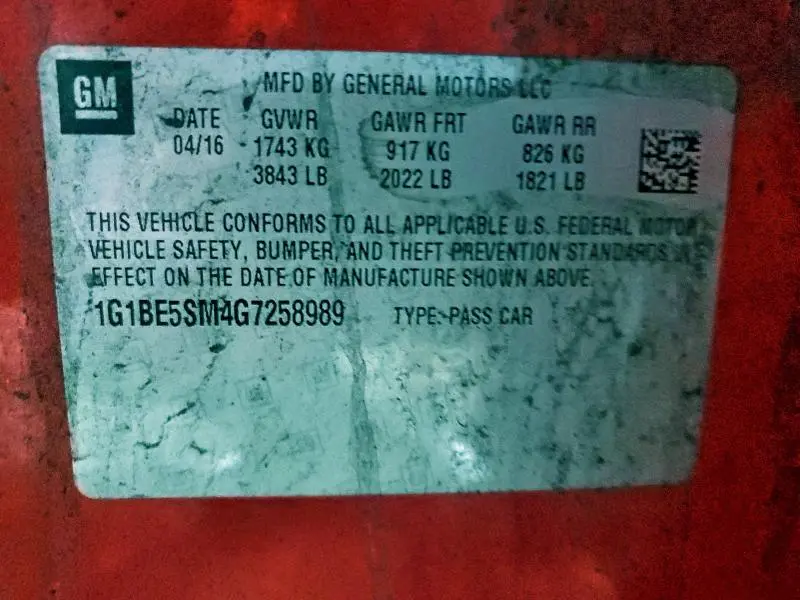 GM
MFD BY GENERAL MOTORS LLC
DATE GVWR GAWR FRT GAWR RR
04/16 1743 KG 917 KG 826 KG
3843 LB 2022 LB 1821 LB
THIS VEHICLE CONFORMS TO ALL APPLICABLE U.S. FEDERAL MOTOR
VEHICLE SAFETY, BUMPER, AND THEFT PREVENTION STANDARDS IN
EFFECT ON THE DATE OF MANUFACTURE SHOWN ABOVE.
1G1BE5SM4G7258989 TYPE: PASS CAR